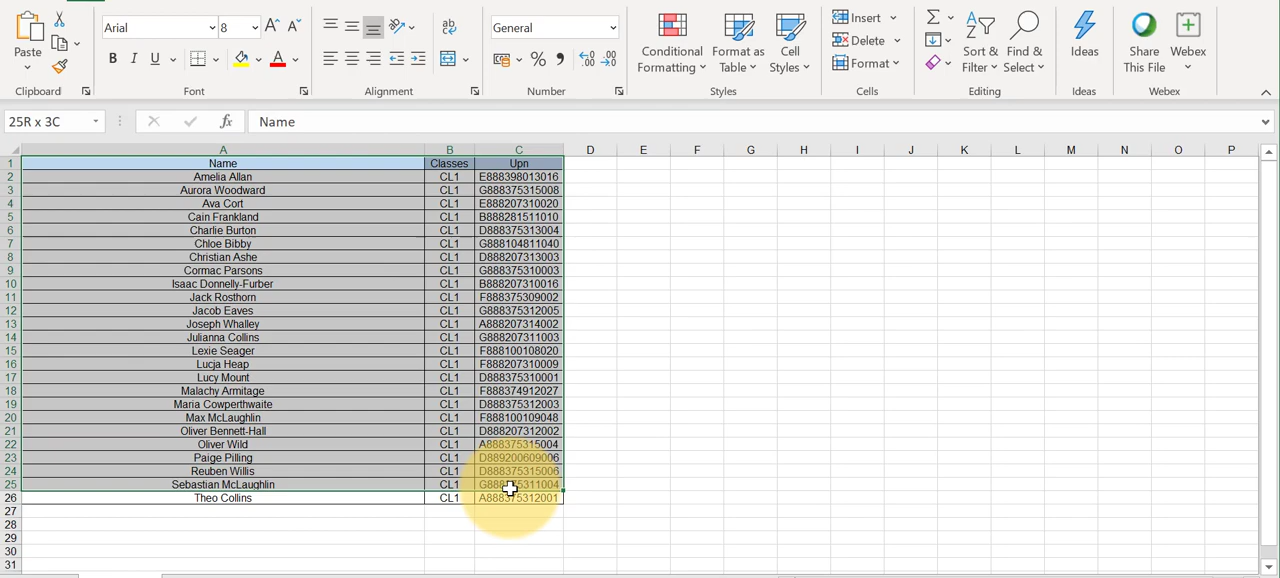 Arial 8 ab General Insert Σ
Paste B I U A % 9 Conditional Formatting Format as Table Cell Styles Delete Sort & Filter Find & Select Ideas Share This File Webex
Format
Clipboard Font Alignment Number Styles Cells Editing Ideas Webex
25R x 3C fx Name
A B C D E F G H I J K L M N O P
1 Name Classes Upn
2 Amelia Allan CL1 E888398013016
3 Aurora Woodward CL1 G888375315008
4 Ava Cort CL1 E888207310020
5 Cain Frankland CL1 B888281511010
6 Charlie Burton CL1 D888375313004
7 Chloe Bibby CL1 G888104811040
8 Christian Ashe CL1 D888207313003
9 Cormac Parsons CL1 G888375310003
10 Isaac Donnelly-Furber CL1 B888207310016
11 Jack Rosthorn CL1 F888375309002
12 Jacob Eaves CL1 G888375312005
13 Joseph Whalley CL1 A888207314002
14 Julianna Collins CL1 G888207311003
15 Lexie Seager CL1 F888100108020
16 Lucja Heap CL1 F888207310009
17 Lucy Mount CL1 D888375310001
18 Malachy Armitage CL1 F888374912027
19 Maria Cowperthwaite CL1 D888375312003
20 Max McLaughlin CL1 F888100109048
21 Oliver Bennett-Hall CL1 D888207312002
22 Oliver Wild CL1 A888375315004
23 Paige Pilling CL1 D889200609006
24 Reuben Willis CL1 D888375315006
25 Sebastian McLaughlin CL1
26 Theo Collins CL1 A888375312001
27
28
29
30
31